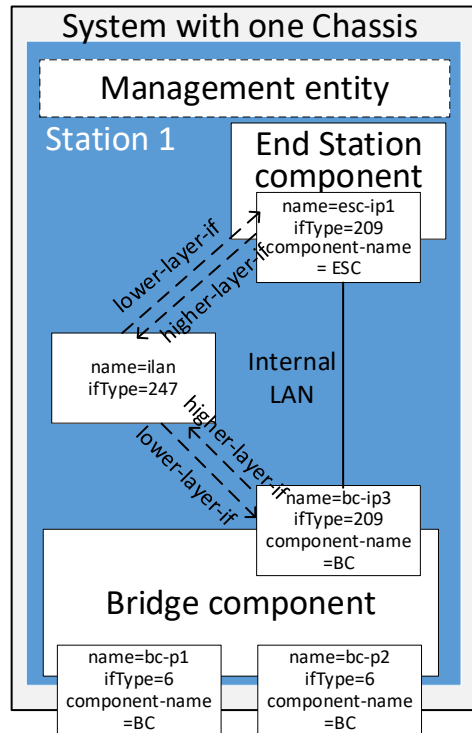 System with one Chassis
Management entity
Station 1
End Station
component
name=esc-ip1
ifType=209
component-name
= ESC
lower-layer-if
higher-layer-if
name=ilan
ifType=247
Internal
LAN
higher-layer-if
lower-layer-if
name=bc-ip3
ifType=209
component-name
=BC
Bridge component
name=bc-p1
ifType=6
component-name
=BC
name=bc-p2
ifType=6
component-name
=BC